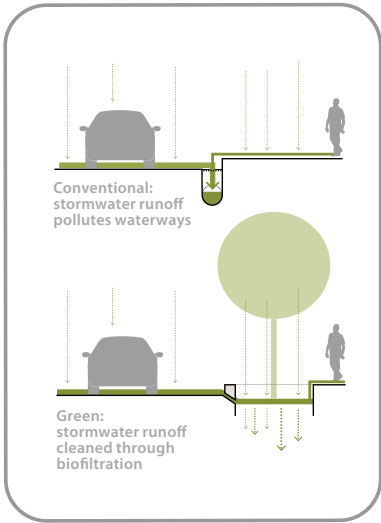 Conventional:
stormwater runoff
pollutes waterways
Green:
stormwater runoff
cleaned through
biofiltration